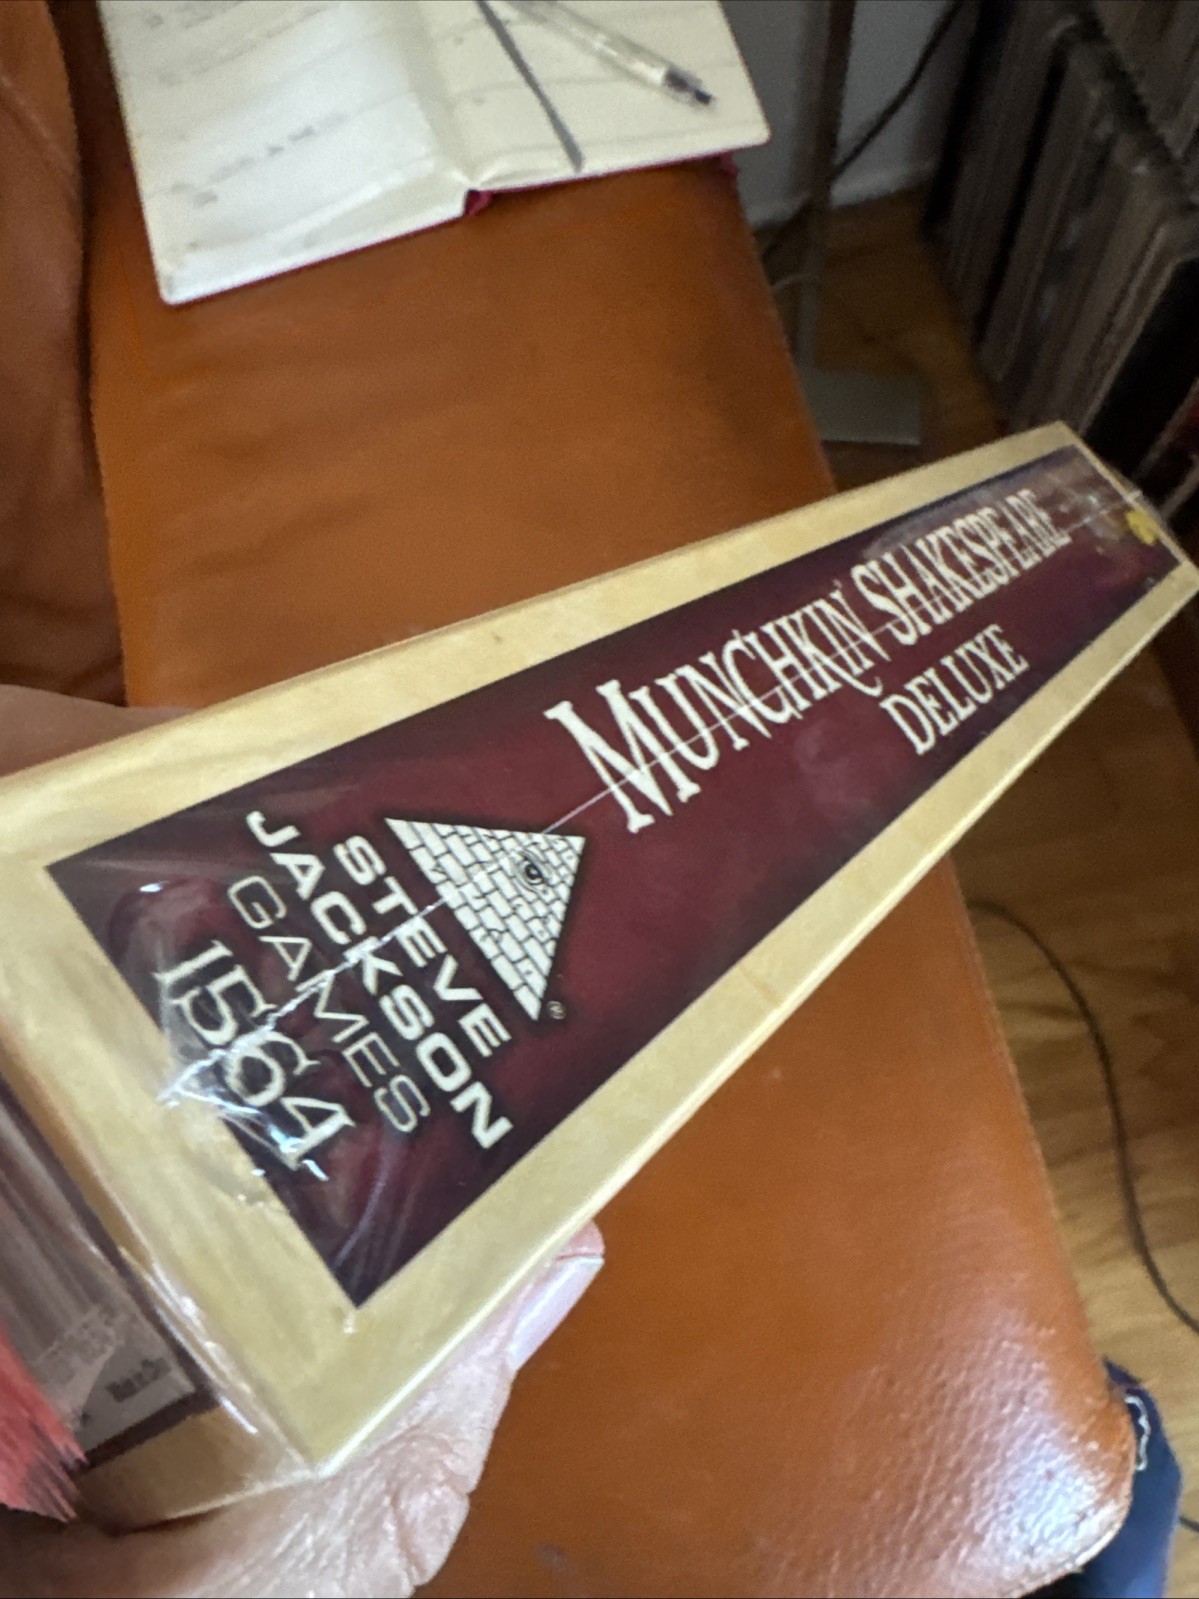 MUNCHKIN SHAKESPEARE
DELUXE
STEVE
JACKSON
GAMES
1564